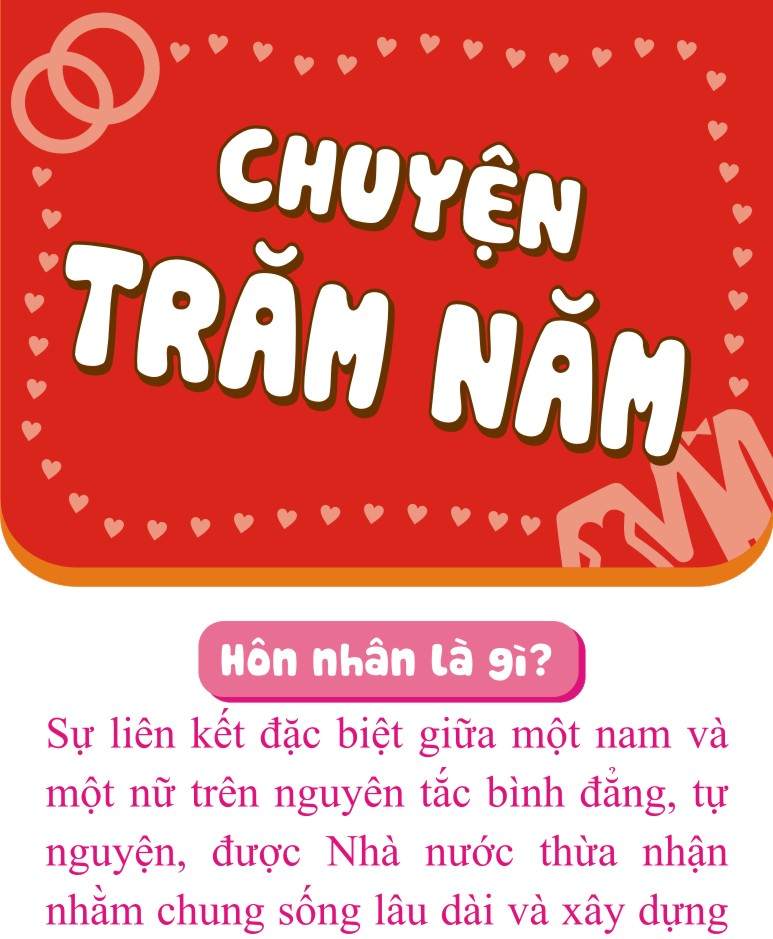 CHUYỆN
TRĂM NĂM
Hôn nhân là gì?
Sự liên kết đặc biệt giữa một nam và
một nữ trên nguyên tắc bình đẳng, tự
nguyện, được Nhà nước thừa nhận
nhằm chung sống lâu dài và xây dựng